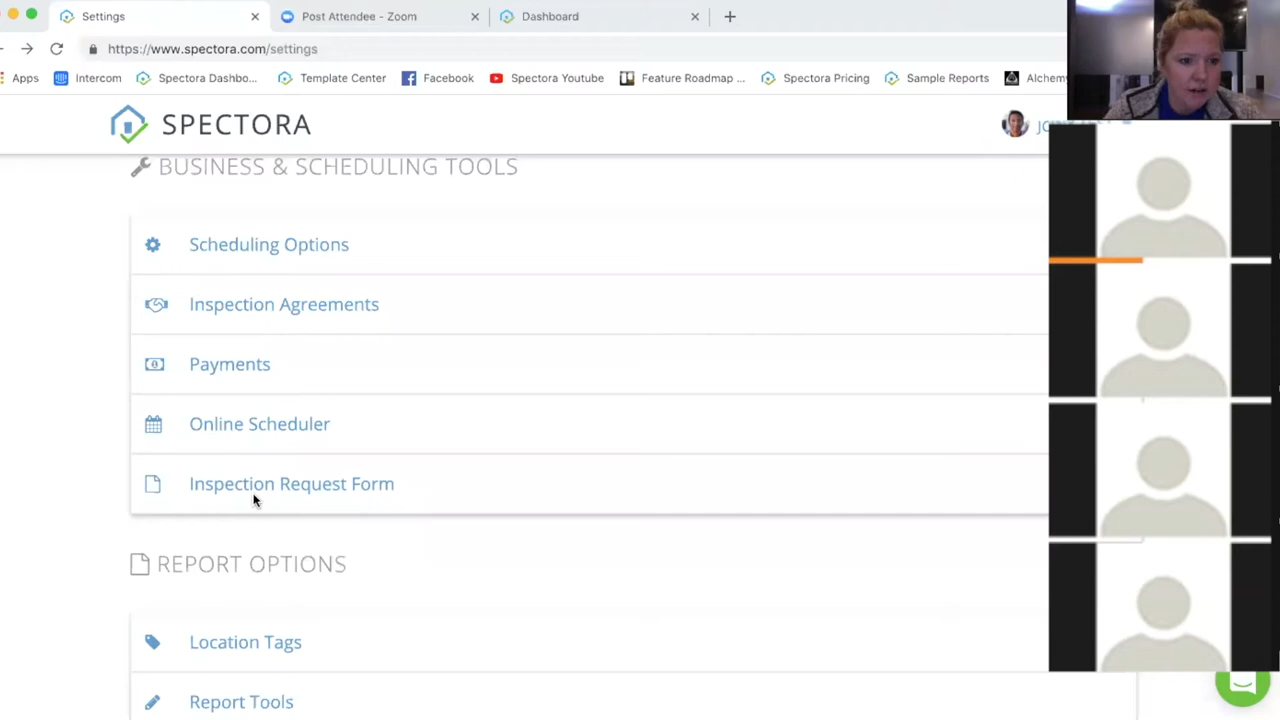 Settings
Post Attendee - Zoom
Dashboard
https://www.spectora.com/settings
Apps
Intercom
Spectora Dashbo...
Template Center
Facebook
Spectora Youtube
Feature Roadmap ...
Spectora Pricing
Sample Reports
Alchem
SPECTORA
BUSINESS & SCHEDULING TOOLS
Scheduling Options
Inspection Agreements
Payments
Online Scheduler
Inspection Request Form
REPORT OPTIONS
Location Tags
Report Tools